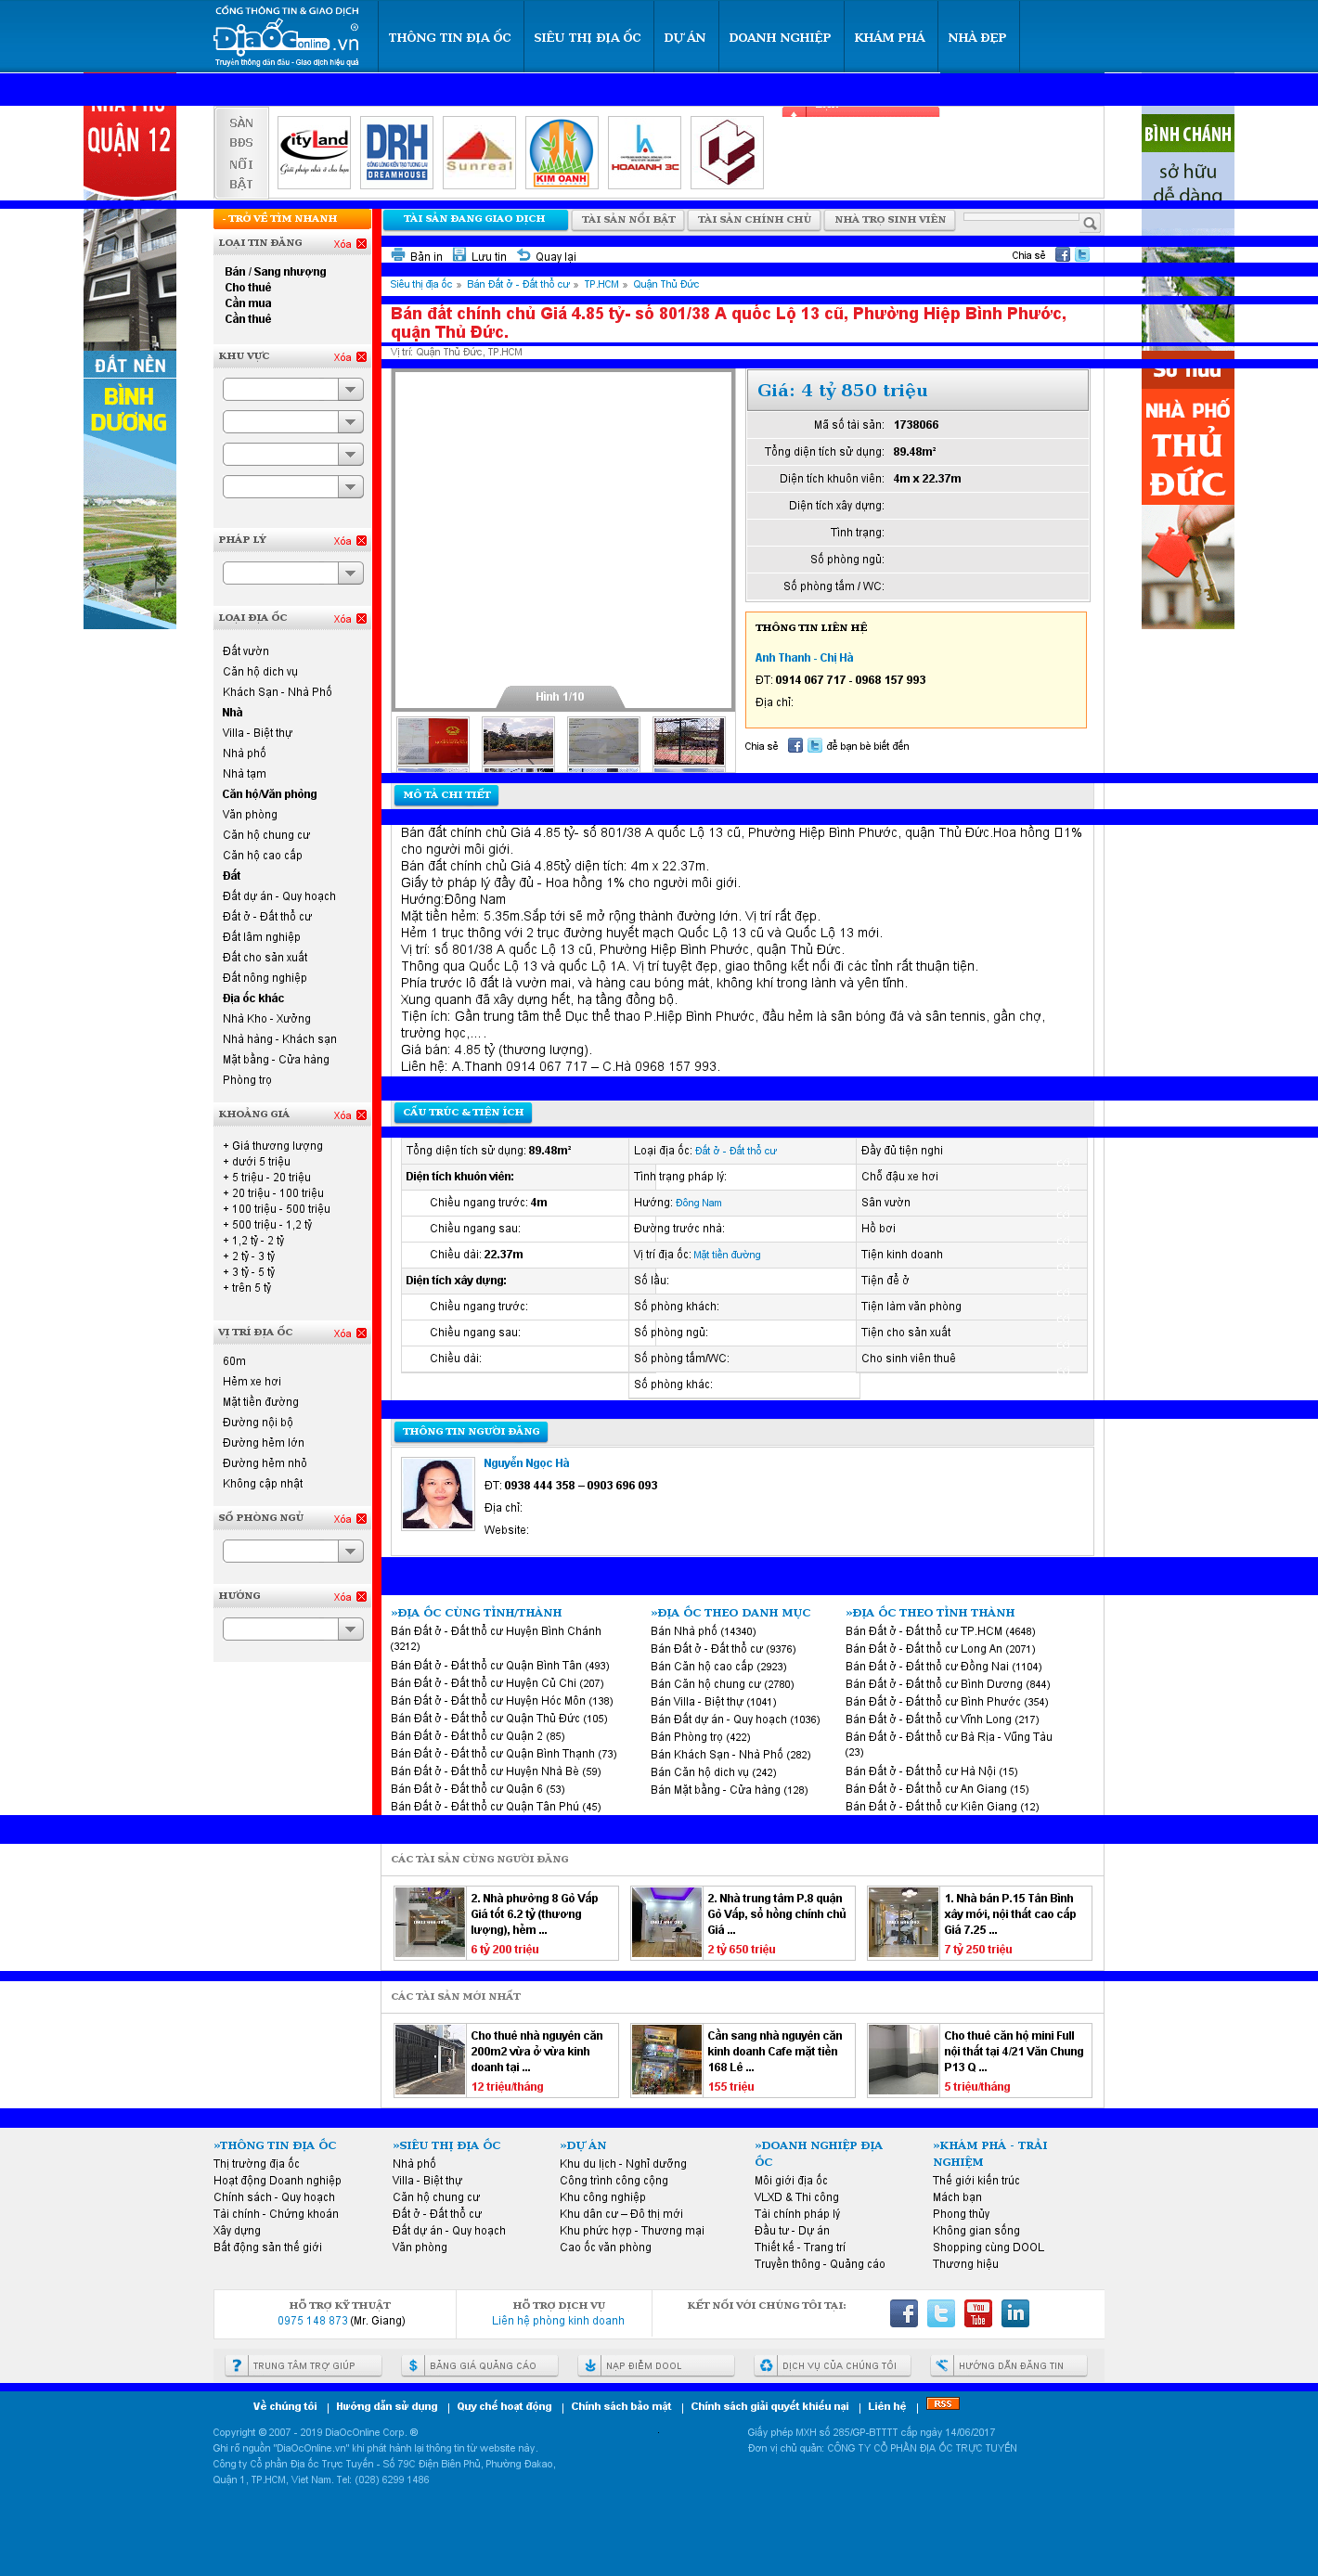 CỔNG THÔNG TIN & GIAO DỊCH
ĐịaỐconline.vn ®
Truyền thông dẫn đầu - Giao dịch hiệu quả
THÔNG TIN ĐỊA ỐC
SIÊU THỊ ĐỊA ỐC
DỰ ÁN
DOANH NGHIỆP
KHÁM PHÁ
NHÀ ĐẸP
NHÀ PHỐ
QUẬN 12
ĐẤT NỀN
BÌNH
DƯƠNG
SÀN
BĐS
NỔI
BẬT
cityLand
Giải pháp nhà ở cho bạn
DRH
DREAMHOUSE
Sunreal
KIM OANH
HOAIANH 3C
BÌNH CHÁNH
sở hữu
dễ dàng
Sở hữu
NHÀ PHỐ
THỦ
ĐỨC
- TRỞ VỀ TÌM NHANH
TÀI SẢN ĐANG GIAO DỊCH
TÀI SẢN NỔI BẬT
TÀI SẢN CHÍNH CHỦ
NHÀ TRỌ SINH VIÊN
LOẠI TIN ĐĂNG Xóa
Bán / Sang nhượng
Cho thuê
Cần mua
Cần thuê
KHU VỰC Xóa
PHÁP LÝ Xóa
LOẠI ĐỊA ỐC Xóa
Đất vườn
Căn hộ dich vụ
Khách Sạn - Nhà Phố
Nhà
Villa - Biệt thự
Nhà phố
Nhà tạm
Căn hộ/Văn phòng
Văn phòng
Căn hộ chung cư
Căn hộ cao cấp
Đất
Đất dự án - Quy hoạch
Đất ở - Đất thổ cư
Đất lâm nghiệp
Đất cho sản xuất
Đất nông nghiệp
Địa ốc khác
Nhà Kho - Xưởng
Nhà hàng - Khách sạn
Mặt bằng - Cửa hàng
Phòng trọ
KHOẢNG GIÁ Xóa
+ Giá thương lượng
+ dưới 5 triệu
+ 5 triệu - 20 triệu
+ 20 triệu - 100 triệu
+ 100 triệu - 500 triệu
+ 500 triệu - 1,2 tỷ
+ 1,2 tỷ - 2 tỷ
+ 2 tỷ - 3 tỷ
+ 3 tỷ - 5 tỷ
+ trên 5 tỷ
VỊ TRÍ ĐỊA ỐC Xóa
60m
Hẻm xe hơi
Mặt tiền đường
Đường nội bộ
Đường hẻm lớn
Đường hẻm nhỏ
Không cập nhật
SỐ PHÒNG NGỦ Xóa
HƯỚNG Xóa
Bản in Lưu tin Quay lại
Chia sẻ
Siêu thị địa ốc » Bán Đất ở - Đất thổ cư » TP.HCM » Quận Thủ Đức
Bán đất chính chủ Giá 4.85 tỷ- số 801/38 A quốc Lộ 13 cũ, Phường Hiệp Bình Phước,
quận Thủ Đức.
Vị trí: Quận Thủ Đức, TP.HCM
Hình 1/10
Giá: 4 tỷ 850 triệu
Mã số tài sản: 1738066
Tổng diện tích sử dụng: 89.48m²
Diện tích khuôn viên: 4m x 22.37m
Diện tích xây dựng:
Tình trạng:
Số phòng ngủ:
Số phòng tắm / WC:
THÔNG TIN LIÊN HỆ
Anh Thanh - Chị Hà
ĐT: 0914 067 717 - 0968 157 993
Địa chỉ:
Chia sẻ để bạn bè biết đến
MÔ TẢ CHI TIẾT
Bán đất chính chủ Giá 4.85 tỷ- số 801/38 A quốc Lộ 13 cũ, Phường Hiệp Bình Phước, quận Thủ Đức.Hoa hồng 1%
cho người môi giới.
Bán đất chính chủ Giá 4.85tỷ diện tích: 4m x 22.37m.
Giấy tờ pháp lý đầy đủ - Hoa hồng 1% cho người môi giới.
Hướng:Đông Nam
Mặt tiền hẻm: 5.35m.Sắp tới sẽ mở rộng thành đường lớn. Vị trí rất đẹp.
Hẻm 1 trục thông với 2 trục đường huyết mạch Quốc Lộ 13 cũ và Quốc Lộ 13 mới.
Vị trí: số 801/38 A quốc Lộ 13 cũ, Phường Hiệp Bình Phước, quận Thủ Đức.
Thông qua Quốc Lộ 13 và quốc Lộ 1A. Vị trí tuyệt đẹp, giao thông kết nối đi các tỉnh rất thuận tiện.
Phía trước lô đất là vườn mai, và hàng cau bóng mát, không khí trong lành và yên tĩnh.
Xung quanh đã xây dựng hết, hạ tầng đồng bộ.
Tiện ích: Gần trung tâm thể Dục thể thao P.Hiệp Bình Phước, đầu hẻm là sân bóng đá và sân tennis, gần chợ,
trường học,....
Giá bán: 4.85 tỷ (thương lượng).
Liên hệ: A.Thanh 0914 067 717 – C.Hà 0968 157 993.
CẤU TRÚC & TIỆN ÍCH
Tổng diện tích sử dụng: 89.48m² Loại địa ốc: Đất ở - Đất thổ cư Đầy đủ tiện nghi
Diện tích khuôn viên: Tình trạng pháp lý: Chỗ đậu xe hơi
Chiều ngang trước: 4m Hướng: Đông Nam Sân vườn
Chiều ngang sau: Đường trước nhà: Hồ bơi
Chiều dài: 22.37m Vị trí địa ốc: Mặt tiền đường Tiện kinh doanh
Diện tích xây dựng: Số lầu: Tiện để ở
Chiều ngang trước: Số phòng khách: Tiện làm văn phòng
Chiều ngang sau: Số phòng ngủ: Tiện cho sản xuất
Chiều dài: Số phòng tắm/WC: Cho sinh viên thuê
Số phòng khác:
THÔNG TIN NGƯỜI ĐĂNG
Nguyễn Ngọc Hà
ĐT: 0938 444 358 – 0903 696 093
Địa chỉ:
Website:
»ĐỊA ỐC CÙNG TỈNH/THÀNH
Bán Đất ở - Đất thổ cư Huyện Bình Chánh
(3212)
Bán Đất ở - Đất thổ cư Quận Bình Tân (493)
Bán Đất ở - Đất thổ cư Huyện Củ Chi (207)
Bán Đất ở - Đất thổ cư Huyện Hóc Môn (138)
Bán Đất ở - Đất thổ cư Quận Thủ Đức (105)
Bán Đất ở - Đất thổ cư Quận 2 (85)
Bán Đất ở - Đất thổ cư Quận Bình Thạnh (73)
Bán Đất ở - Đất thổ cư Huyện Nhà Bè (59)
Bán Đất ở - Đất thổ cư Quận 6 (53)
Bán Đất ở - Đất thổ cư Quận Tân Phú (45)
»ĐỊA ỐC THEO DANH MỤC
Bán Nhà phố (14340)
Bán Đất ở - Đất thổ cư (9376)
Bán Căn hộ cao cấp (2923)
Bán Căn hộ chung cư (2780)
Bán Villa - Biệt thự (1041)
Bán Đất dự án - Quy hoạch (1036)
Bán Phòng trọ (422)
Bán Khách Sạn - Nhà Phố (282)
Bán Căn hộ dich vụ (242)
Bán Mặt bằng - Cửa hàng (128)
»ĐỊA ỐC THEO TỈNH THÀNH
Bán Đất ở - Đất thổ cư TP.HCM (4648)
Bán Đất ở - Đất thổ cư Long An (2071)
Bán Đất ở - Đất thổ cư Đồng Nai (1104)
Bán Đất ở - Đất thổ cư Bình Dương (844)
Bán Đất ở - Đất thổ cư Bình Phước (354)
Bán Đất ở - Đất thổ cư Vĩnh Long (217)
Bán Đất ở - Đất thổ cư Bà Rịa - Vũng Tàu
(23)
Bán Đất ở - Đất thổ cư Hà Nội (15)
Bán Đất ở - Đất thổ cư An Giang (15)
Bán Đất ở - Đất thổ cư Kiên Giang (12)
CÁC TÀI SẢN CÙNG NGƯỜI ĐĂNG
2. Nhà phường 8 Gò Vấp
Giá tốt 6.2 tỷ (thương
lượng), hẻm ...
6 tỷ 200 triệu
2. Nhà trung tâm P.8 quận
Gò Vấp, sổ hồng chính chủ
Giá ...
2 tỷ 650 triệu
1. Nhà bán P.15 Tân Bình
xây mới, nội thất cao cấp
Giá 7.25 ...
7 tỷ 250 triệu
CÁC TÀI SẢN MỚI NHẤT
Cho thuê nhà nguyên căn
200m2 vừa ở vừa kinh
doanh tại ...
12 triệu/tháng
Cần sang nhà nguyên căn
kinh doanh Cafe mặt tiền
168 Lê ...
155 triệu
Cho thuê căn hộ mini Full
nội thất tại 4/21 Văn Chung
P13 Q ...
5 triệu/tháng
»THÔNG TIN ĐỊA ỐC
Thị trường địa ốc
Hoạt động Doanh nghiệp
Chính sách - Quy hoạch
Tài chính - Chứng khoán
Xây dựng
Bất động sản thế giới
»SIÊU THỊ ĐỊA ỐC
Nhà phố
Villa - Biệt thự
Căn hộ chung cư
Đất ở - Đất thổ cư
Đất dự án - Quy hoạch
Văn phòng
»DỰ ÁN
Khu du lịch - Nghỉ dưỡng
Công trình công cộng
Khu công nghiệp
Khu dân cư – Đô thị mới
Khu phức hợp - Thương mại
Cao ốc văn phòng
»DOANH NGHIỆP ĐỊA
ỐC
Môi giới địa ốc
VLXD & Thi công
Tài chính pháp lý
Đầu tư - Dự án
Thiết kế - Trang trí
Truyền thông - Quảng cáo
»KHÁM PHÁ - TRẢI
NGHIỆM
Thế giới kiến trúc
Mách bạn
Phong thủy
Không gian sống
Shopping cùng DOOL
Thương hiệu
HỖ TRỢ KỸ THUẬT
0975 148 873 (Mr. Giang)
HỖ TRỢ DỊCH VỤ
Liên hệ phòng kinh doanh
KẾT NỐI VỚI CHÚNG TÔI TẠI:
You Tube
in
TRUNG TÂM TRỢ GIÚP
BẢNG GIÁ QUẢNG CÁO
NẠP ĐIỂM DOOL
DỊCH VỤ CỦA CHÚNG TÔI
HƯỚNG DẪN ĐĂNG TIN
Về chúng tôi | Hướng dẫn sử dụng | Quy chế hoạt động | Chính sách bảo mật | Chính sách giải quyết khiếu nại | Liên hệ | RSS
Copyright © 2007 - 2019 DiaOcOnline Corp. ®
Ghi rõ nguồn "DiaOcOnline.vn" khi phát hành lại thông tin từ website này.
Công ty Cổ phần Địa ốc Trực Tuyến - Số 79C Điện Biên Phủ, Phường Đakao,
Quận 1, TP.HCM, Viet Nam. Tel: (028) 6299 1486
Giấy phép MXH số 285/GP-BTTTT cấp ngày 14/06/2017
Đơn vị chủ quản: CÔNG TY CỔ PHẦN ĐỊA ỐC TRỰC TUYẾN